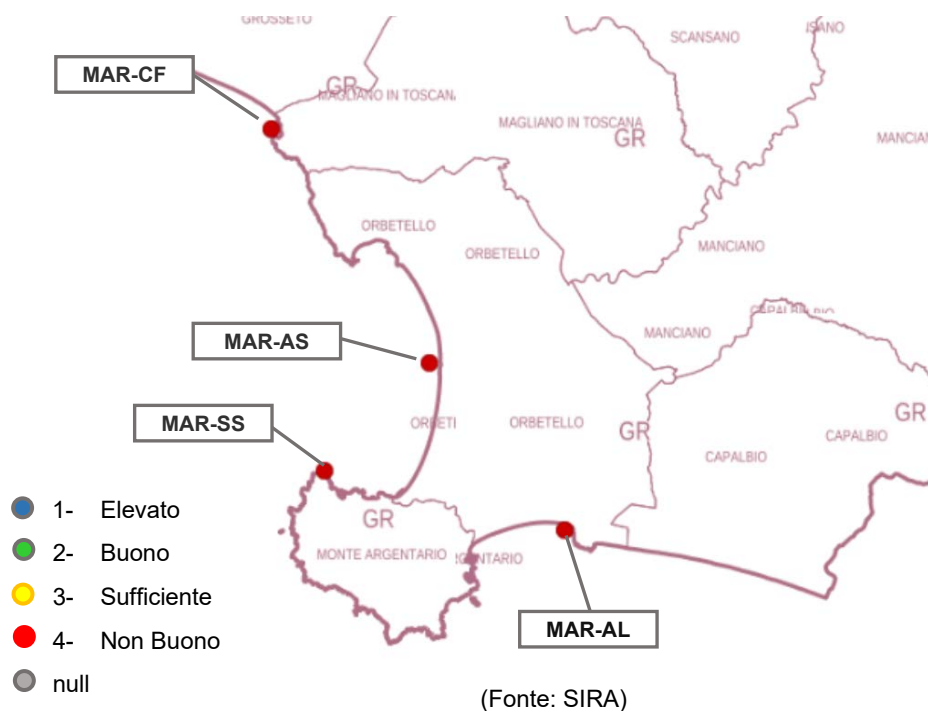 GROSSETO
ISANO
SCANSANO
MAR-CF
GR
MAGLIANO IN TOSCANA
MAGLIANO IN TOSCANA
GR
MANCIAN
ORBETELLO
ORBETELLO
MANCIANO
MANCIANO
MAR-AS
GR
MAR-SS
ORBETI
ORBETELLO
GR
CAPALBIO
CAPALBIO
GR
MONTE ARGENTARIO
RGENTARIO
MAR-AL
1- Elevato
2- Buono
3- Sufficiente
4- Non Buono
null
(Fonte: SIRA)